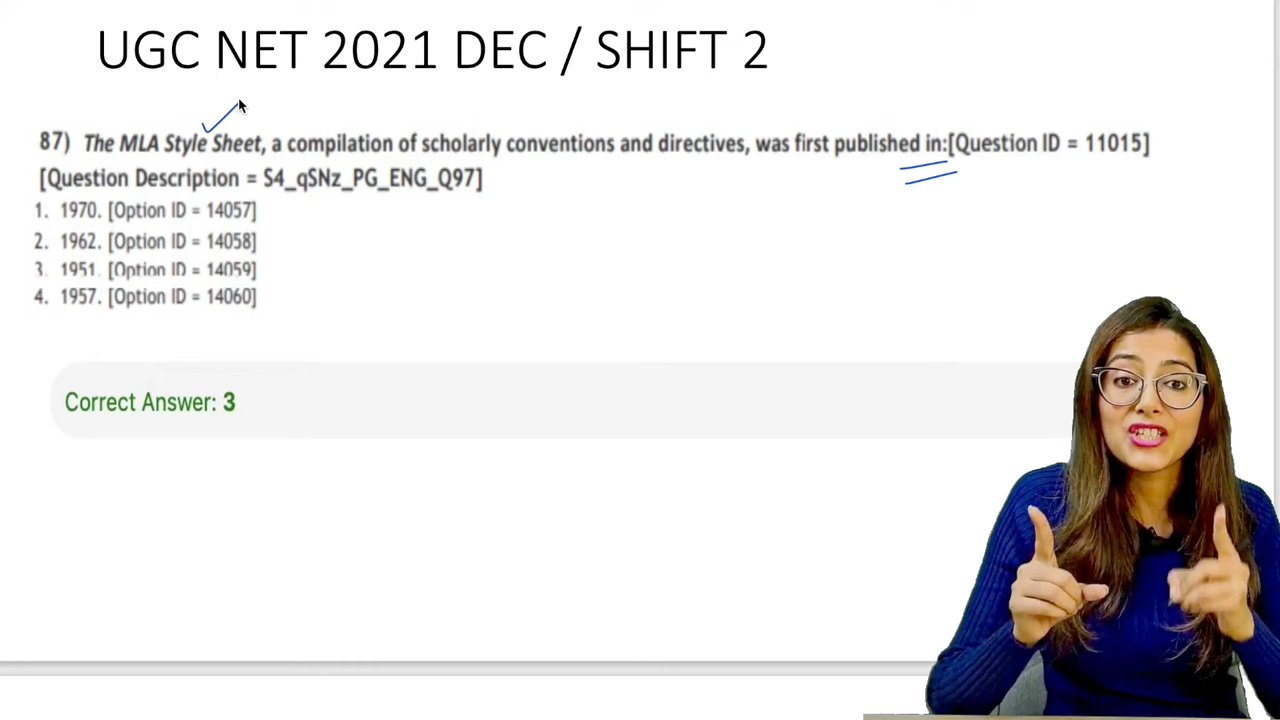 UGC NET 2021 DEC / SHIFT 2
87) The MLA Style Sheet, a compilation of scholarly conventions and directives, was first published in:[Question ID = 11015]
[Question Description = S4_qSNz_PG_ENG_Q97]
1. 1970. [Option ID = 14057]
2. 1962. [Option ID = 14058]
3. 1951. [Option ID = 14059]
4. 1957. [Option ID = 14060]
Correct Answer: 3